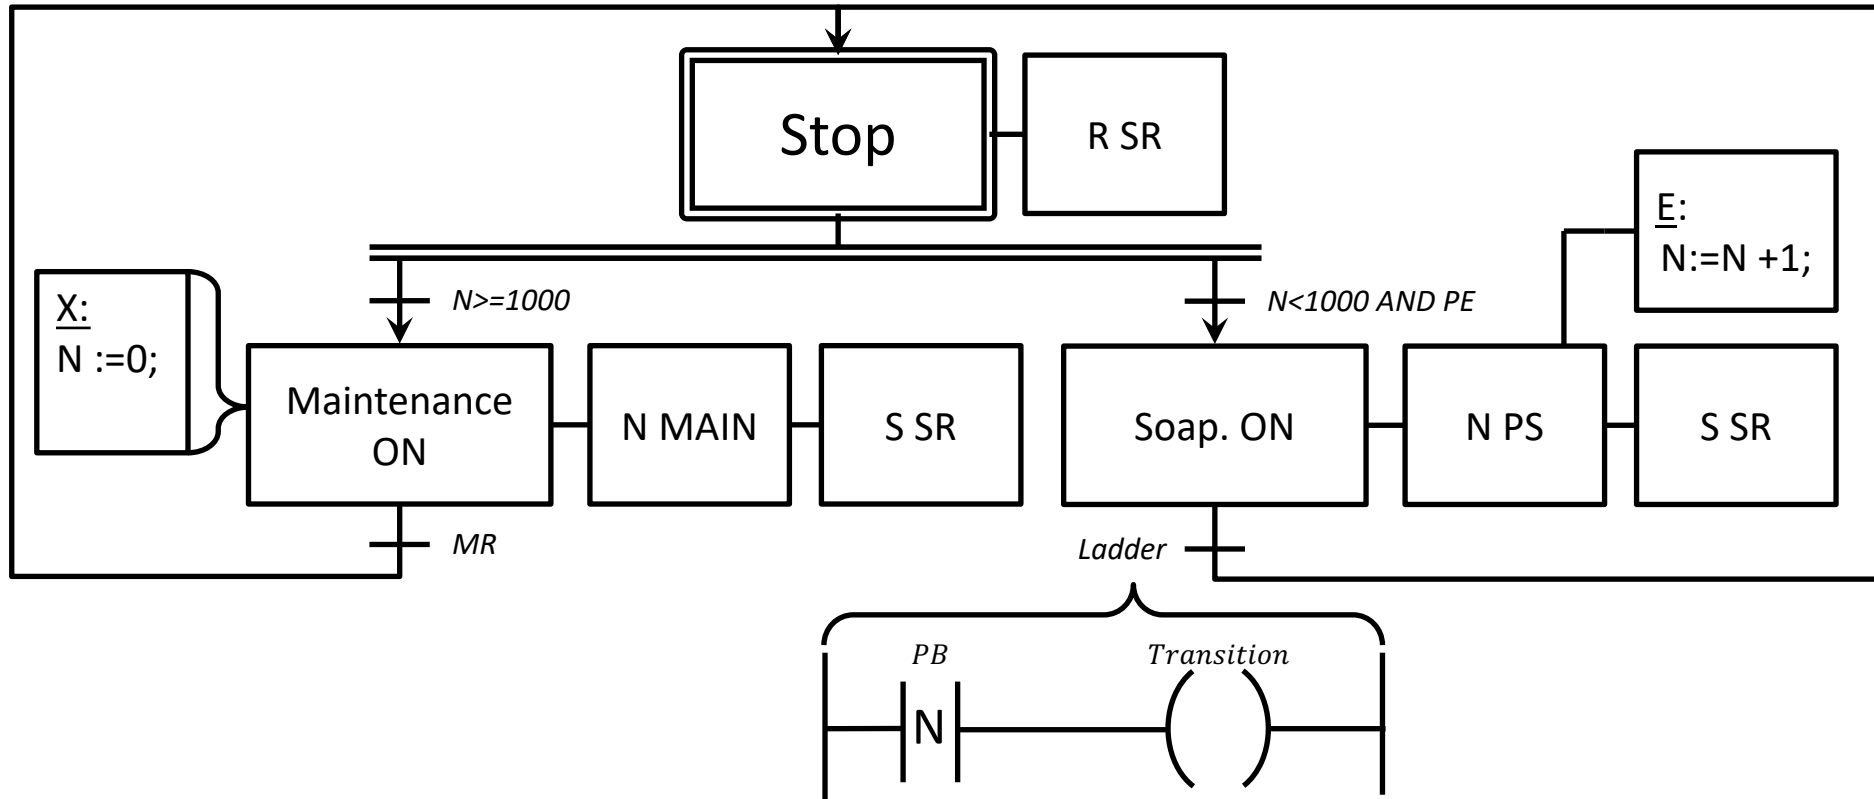 Stop
R SR
E:
N:=N +1;
X:
N :=0;
N>=1000
N<1000 AND PE
Maintenance
ON
N MAIN
S SR
Soap. ON
N PS
S SR
MR
Ladder
PB
Transition
N